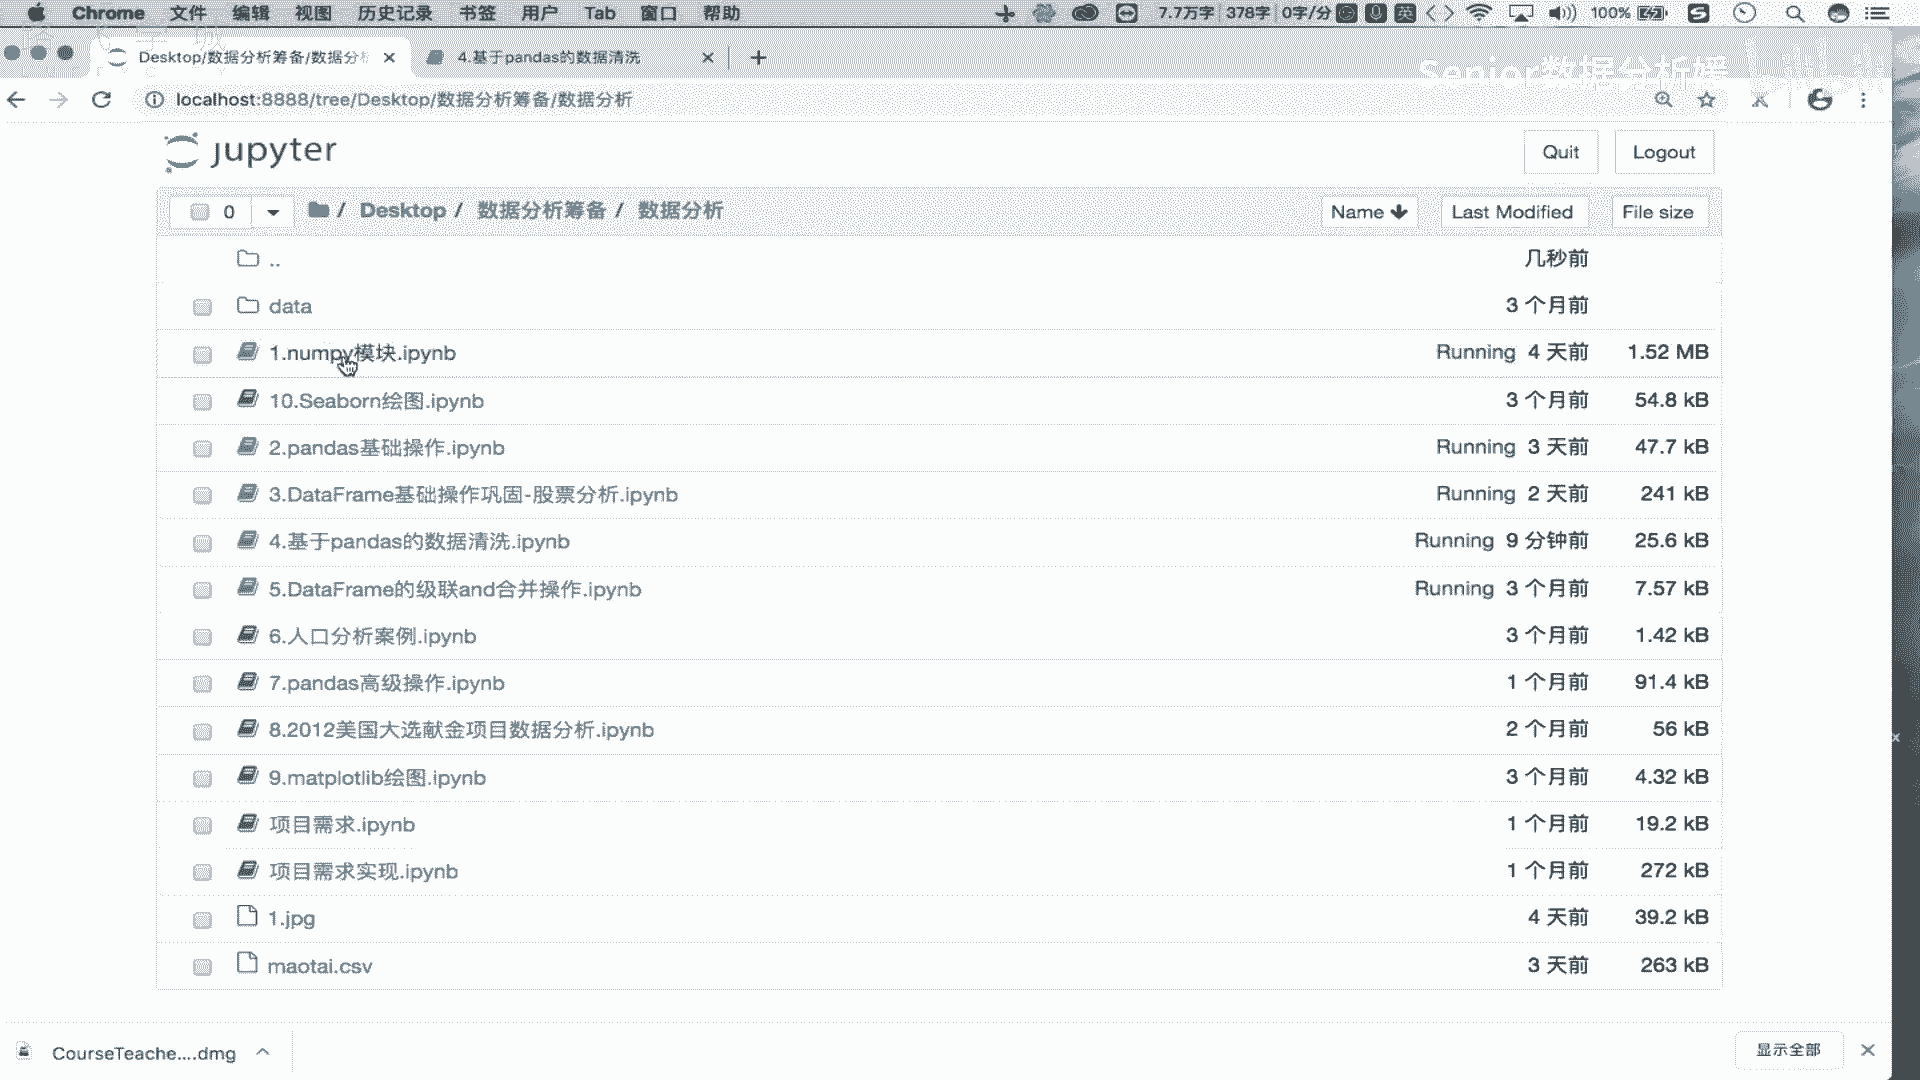 Chrome 文件 编辑 视图 历史记录 书签 用户 Tab 窗口 帮助 7.7万字 378字 0字/分 英 100%
Desktop/数据分析筹备/数据分析 4.基于pandas的数据清洗
Senior数据分析媛
localhost:8888/tree/Desktop/数据分析筹备/数据分析
jupyter Quit Logout
0 / Desktop / 数据分析筹备 / 数据分析 Name Last Modified File size
.. 几秒前
data 3 个月前
1.numpy模块.ipynb Running 4 天前 1.52 MB
10.Seaborn绘图.ipynb 3 个月前 54.8 kB
2.pandas基础操作.ipynb Running 3 天前 47.7 kB
3.DataFrame基础操作巩固-股票分析.ipynb Running 2 天前 241 kB
4.基于pandas的数据清洗.ipynb Running 9 分钟前 25.6 kB
5.DataFrame的级联and合并操作.ipynb Running 3 个月前 7.57 kB
6.人口分析案例.ipynb 3 个月前 1.42 kB
7.pandas高级操作.ipynb 1 个月前 91.4 kB
8.2012美国大选献金项目数据分析.ipynb 2 个月前 56 kB
9.matplotlib绘图.ipynb 3 个月前 4.32 kB
项目需求.ipynb 1 个月前 19.2 kB
项目需求实现.ipynb 1 个月前 272 kB
1.jpg 4 天前 39.2 kB
maotai.csv 3 天前 263 kB
CourseTeache....dmg 显示全部